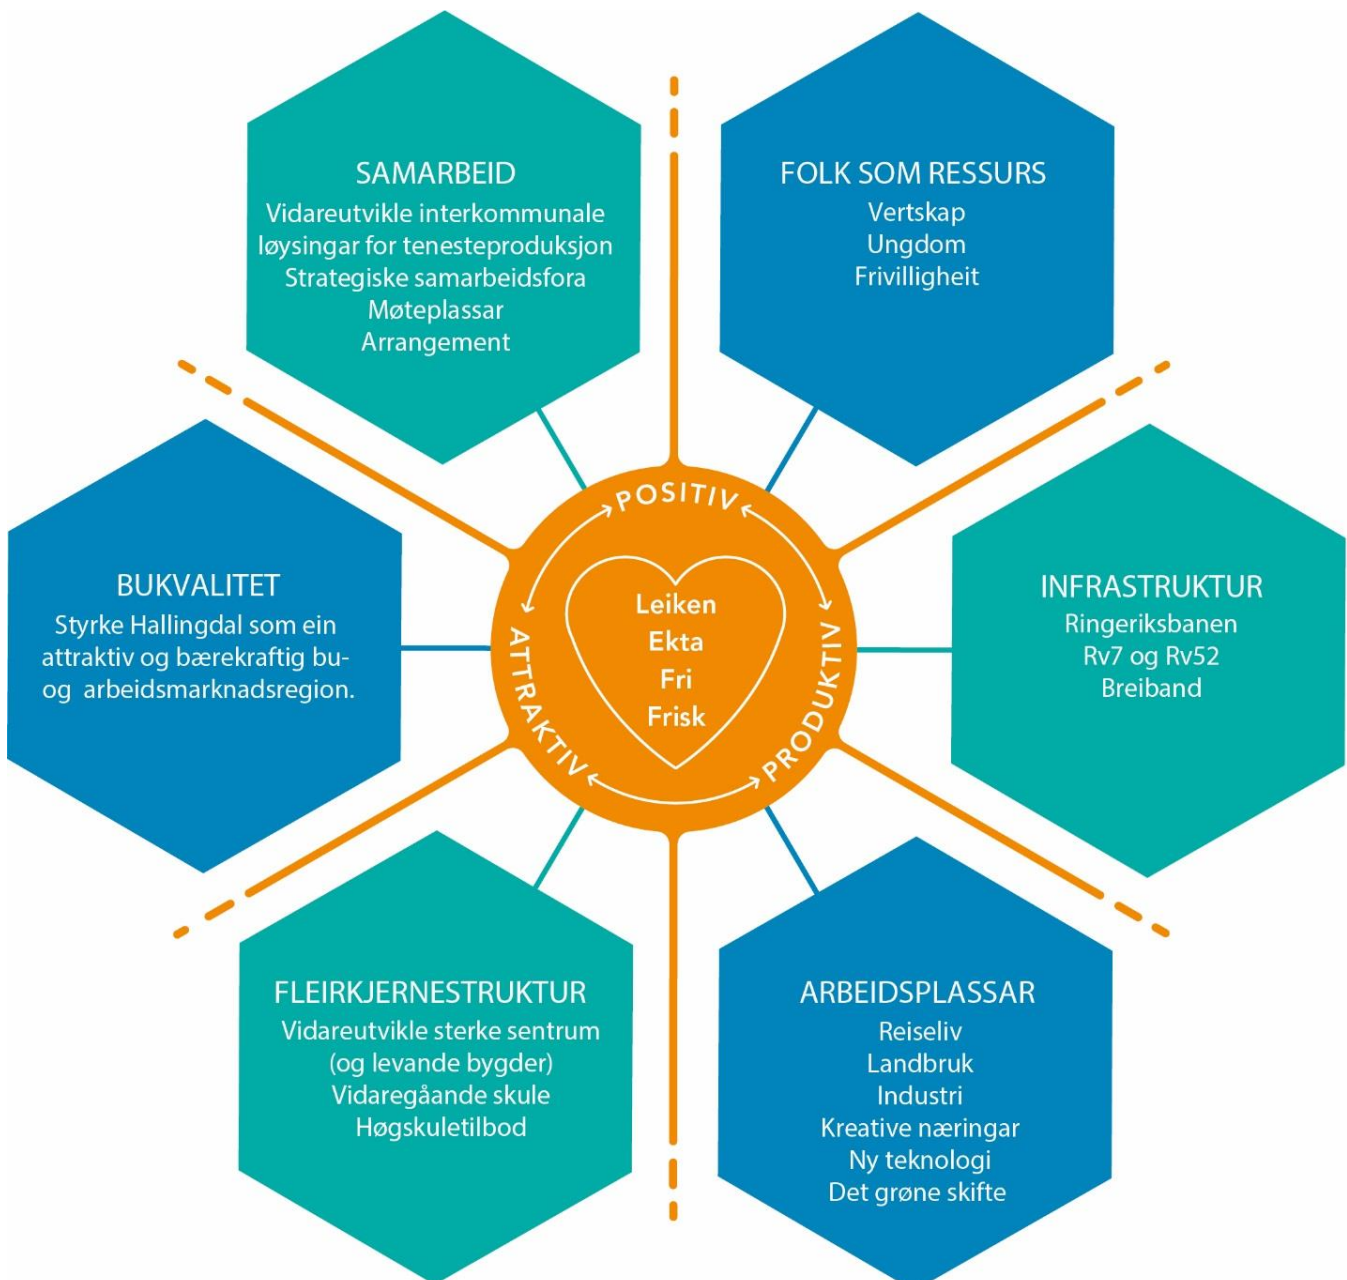 SAMARBEID
Vidareutvikle interkommunale
løysingar for tenesteproduksjon
Strategiske samarbeidsfora
Møteplassar
Arrangement
FOLK SOM RESSURS
Vertskap
Ungdom
Frivilligheit
BUKVALITET
Styrke Hallingdal som ein
attraktiv og bærekraftig bu-
og arbeidsmarknadsregion.
POSITIV
ATTRAKTIV
PRODUKTIV
Leiken
Ekta
Fri
Frisk
INFRASTRUKTUR
Ringeriksbanen
Rv7 og Rv52
Breiband
FLEIRKJERNESTRUKTUR
Vidareutvikle sterke sentrum
(og levande bygder)
Vidaregåande skule
Høgskuletilbod
ARBEIDSPLASSAR
Reiseliv
Landbruk
Industri
Kreative næringar
Ny teknologi
Det grøne skifte